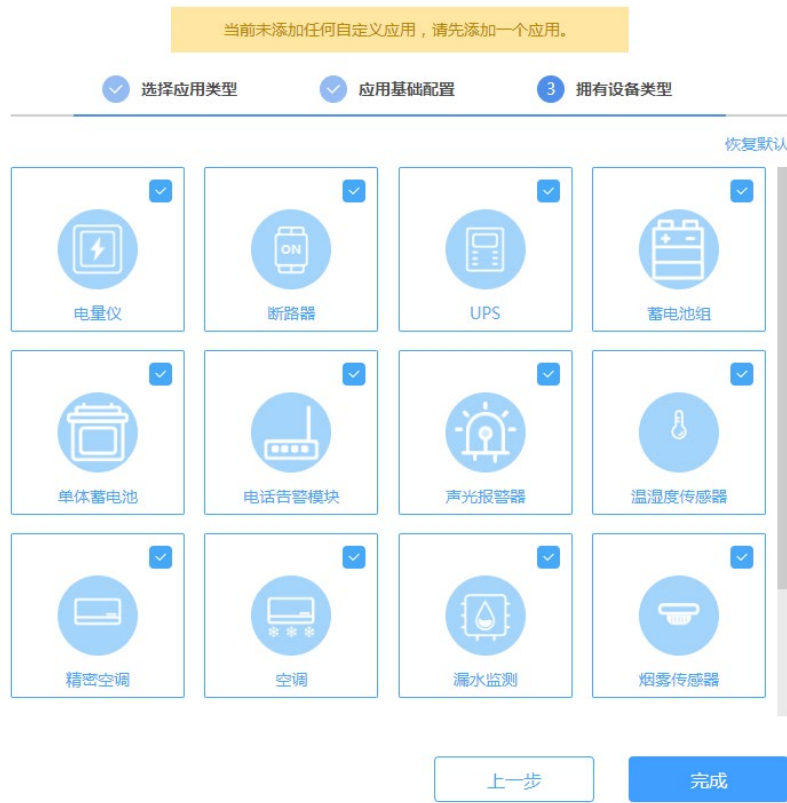 当前未添加任何自定义应用，请先添加一个应用。
选择应用类型 应用基础配置 3 拥有设备类型
恢复默认
电量仪 ON 断路器 UPS 蓄电池组
单体蓄电池 电话告警模块 声光报警器 温湿度传感器
精密空调 空调 漏水监测 烟雾传感器
上一步 完成